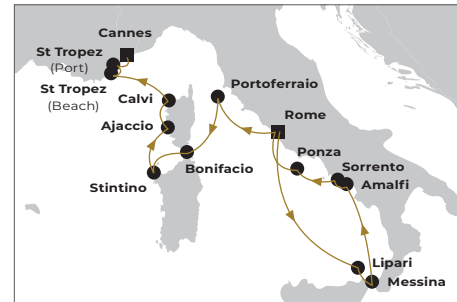 Cannes
St Tropez
(Port)
St Tropez
(Beach)
Calvi
Portoferraio
Ajaccio
Rome
Ponza
Sorrento
Bonifacio
Amalfi
Stintino
Lipari
Messina